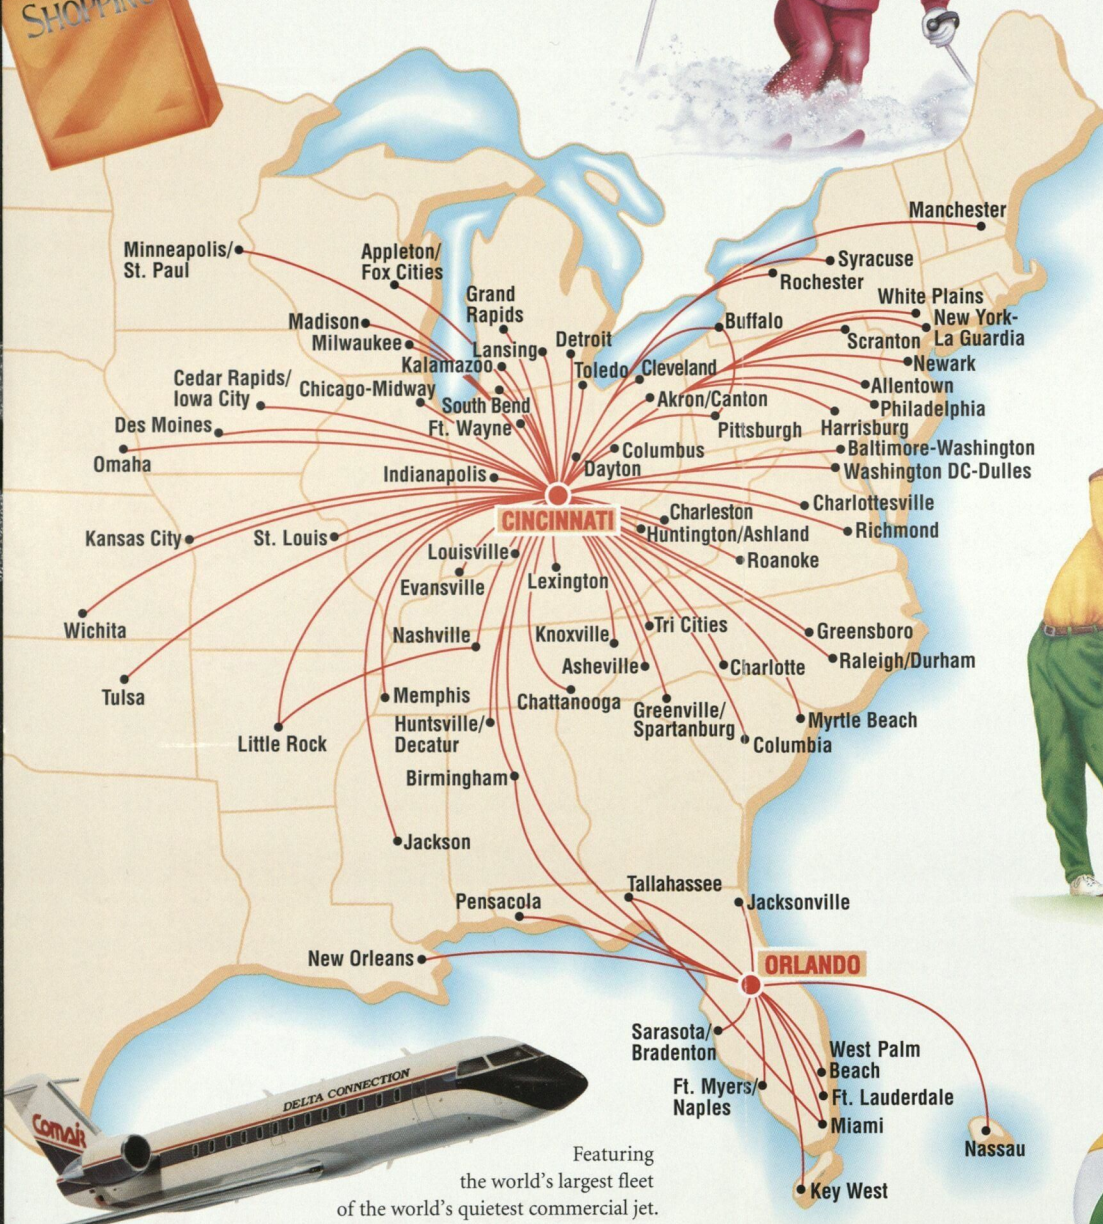 SHOPPING
Manchester
Minneapolis/
St. Paul
Appleton/
Fox Cities
Syracuse
Rochester
Grand
Rapids
White Plains
New York-
La Guardia
Madison
Milwaukee
Lansing
Detroit
Buffalo
Scranton
Kalamazoo
Toledo
Cleveland
Newark
Cedar Rapids/
Iowa City
Chicago-Midway
Allentown
South Bend
Akron/Canton
Philadelphia
Des Moines
Ft. Wayne
Pittsburgh
Harrisburg
Omaha
Columbus
Baltimore-Washington
Indianapolis
Dayton
Washington DC-Dulles
CINCINNATI
Charleston
Charlottesville
Kansas City
St. Louis
Huntington/Ashland
Richmond
Louisville
Roanoke
Evansville
Lexington
Wichita
Nashville
Knoxville
Tri Cities
Greensboro
Asheville
Charlotte
Raleigh/Durham
Tulsa
Memphis
Chattanooga
Greenville/
Spartanburg
Myrtle Beach
Little Rock
Huntsville/
Decatur
Columbia
Birmingham
Jackson
Tallahassee
Pensacola
Jacksonville
New Orleans
ORLANDO
Sarasota/
Bradenton
West Palm
Beach
Ft. Myers/
Naples
Ft. Lauderdale
Miami
Nassau
Key West
DELTA CONNECTION
Comair
Featuring
the world's largest fleet
of the world's quietest commercial jet.